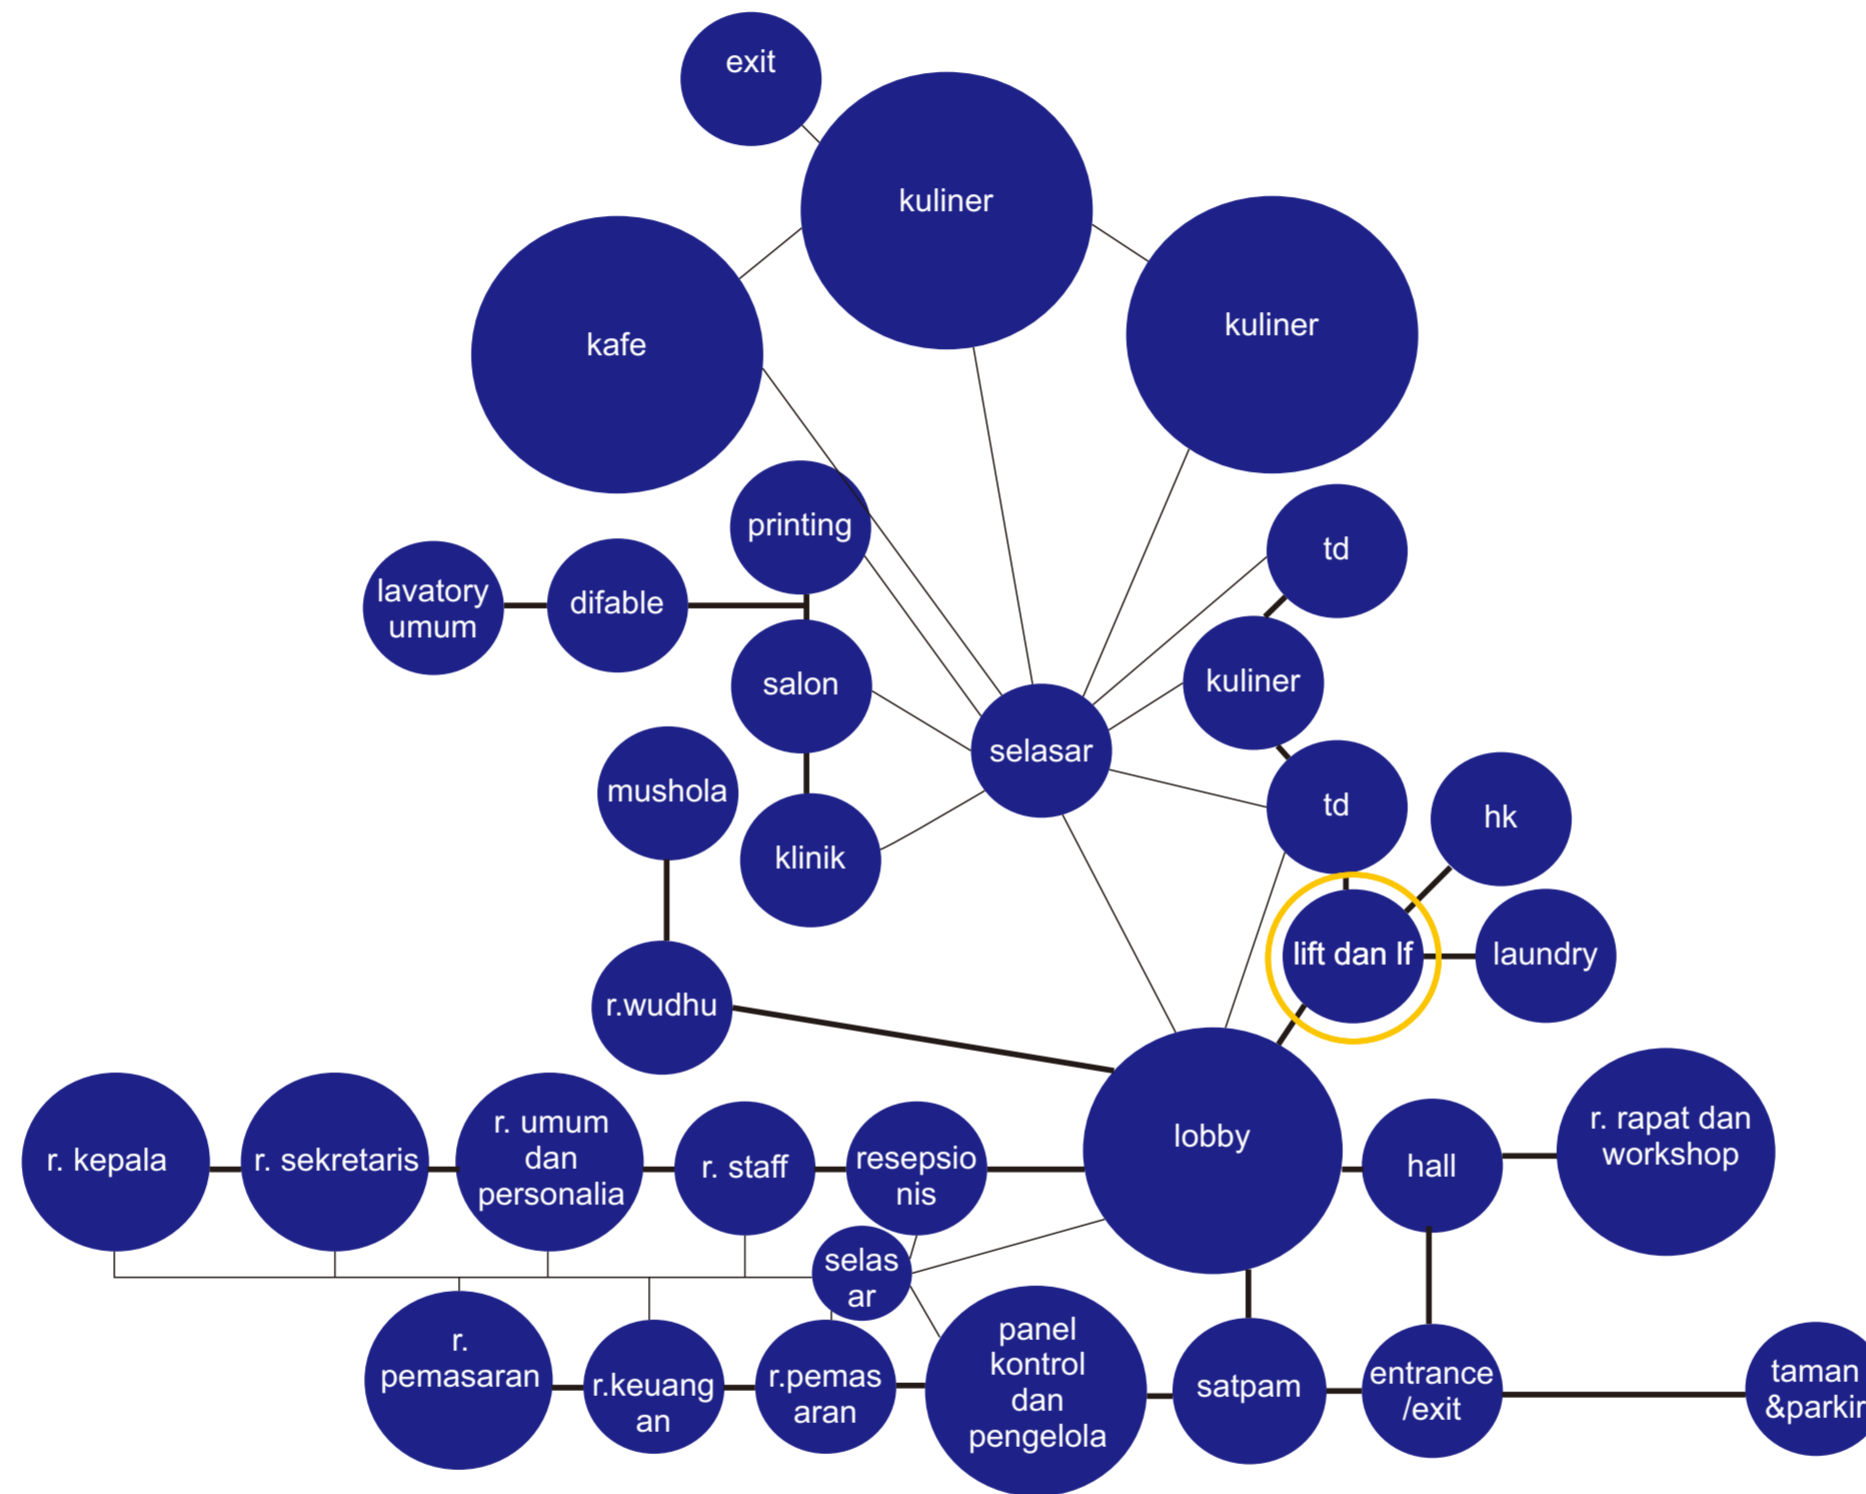 exit
kuliner
kuliner
kafe
printing
td
lavatory
umum
difable
kuliner
salon
selasar
mushola
td
hk
klinik
lift dan lf
laundry
r.wudhu
r. kepala
r. sekretaris
r. umum
dan
personalia
r. staff
resepsio
nis
lobby
hall
r. rapat dan
workshop
selas
ar
r.
pemasaran
r.keuang
an
r.pemas
aran
panel
kontrol
dan
pengelola
satpam
entrance
/exit
taman
&parkir